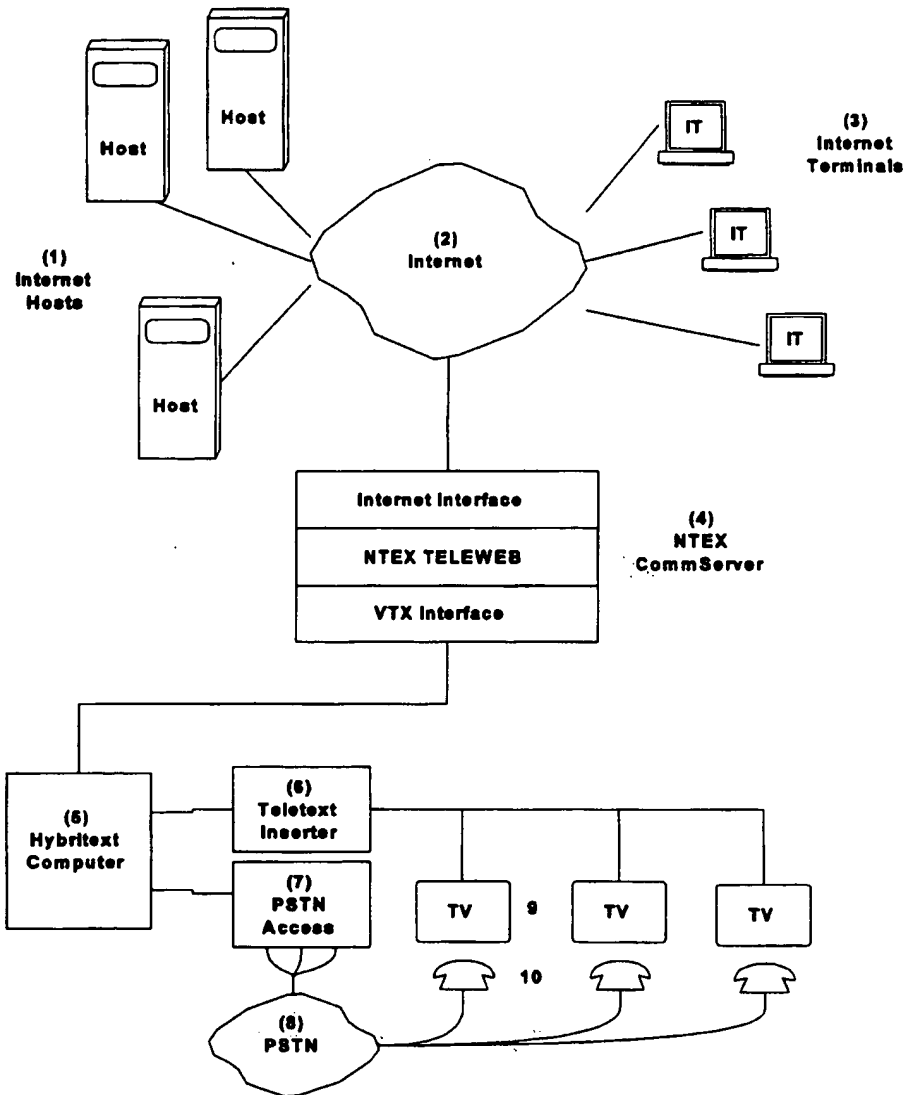 Host
Host
IT
(3)
Internet
Terminals
(2)
Internet
IT
(1)
Internet
Hosts
IT
Host
Internet Interface
NTEX TELEWEB
VTX Interface
(4)
NTEX
CommServer
(5)
Hybritext
Computer
(6)
Teletext
Inserter
(7)
PSTN
Access
TV
9
TV
TV
10
(8)
PSTN